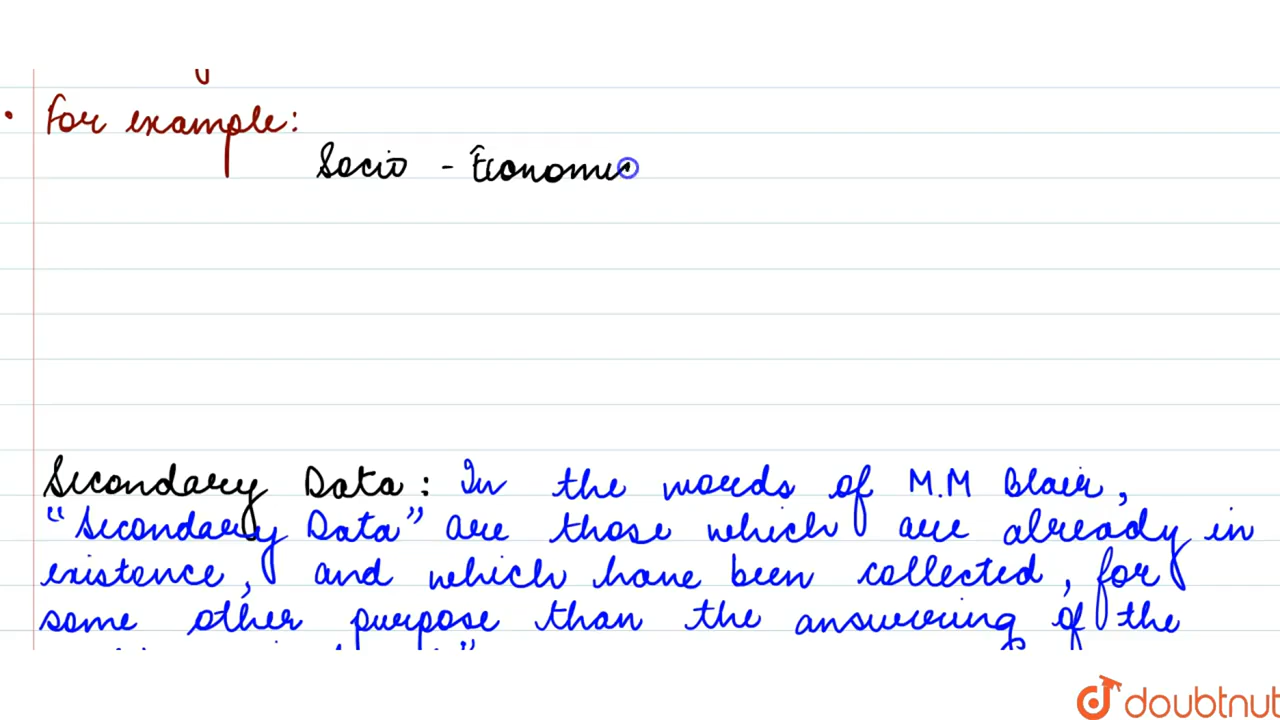 • For example:
Socio - Economic
Secondary Data: In the words of M.M Blair,
"Secondary Data" are those which are already in
existence, and which have been collected, for
some other purpose than the answering of the
doubtnut